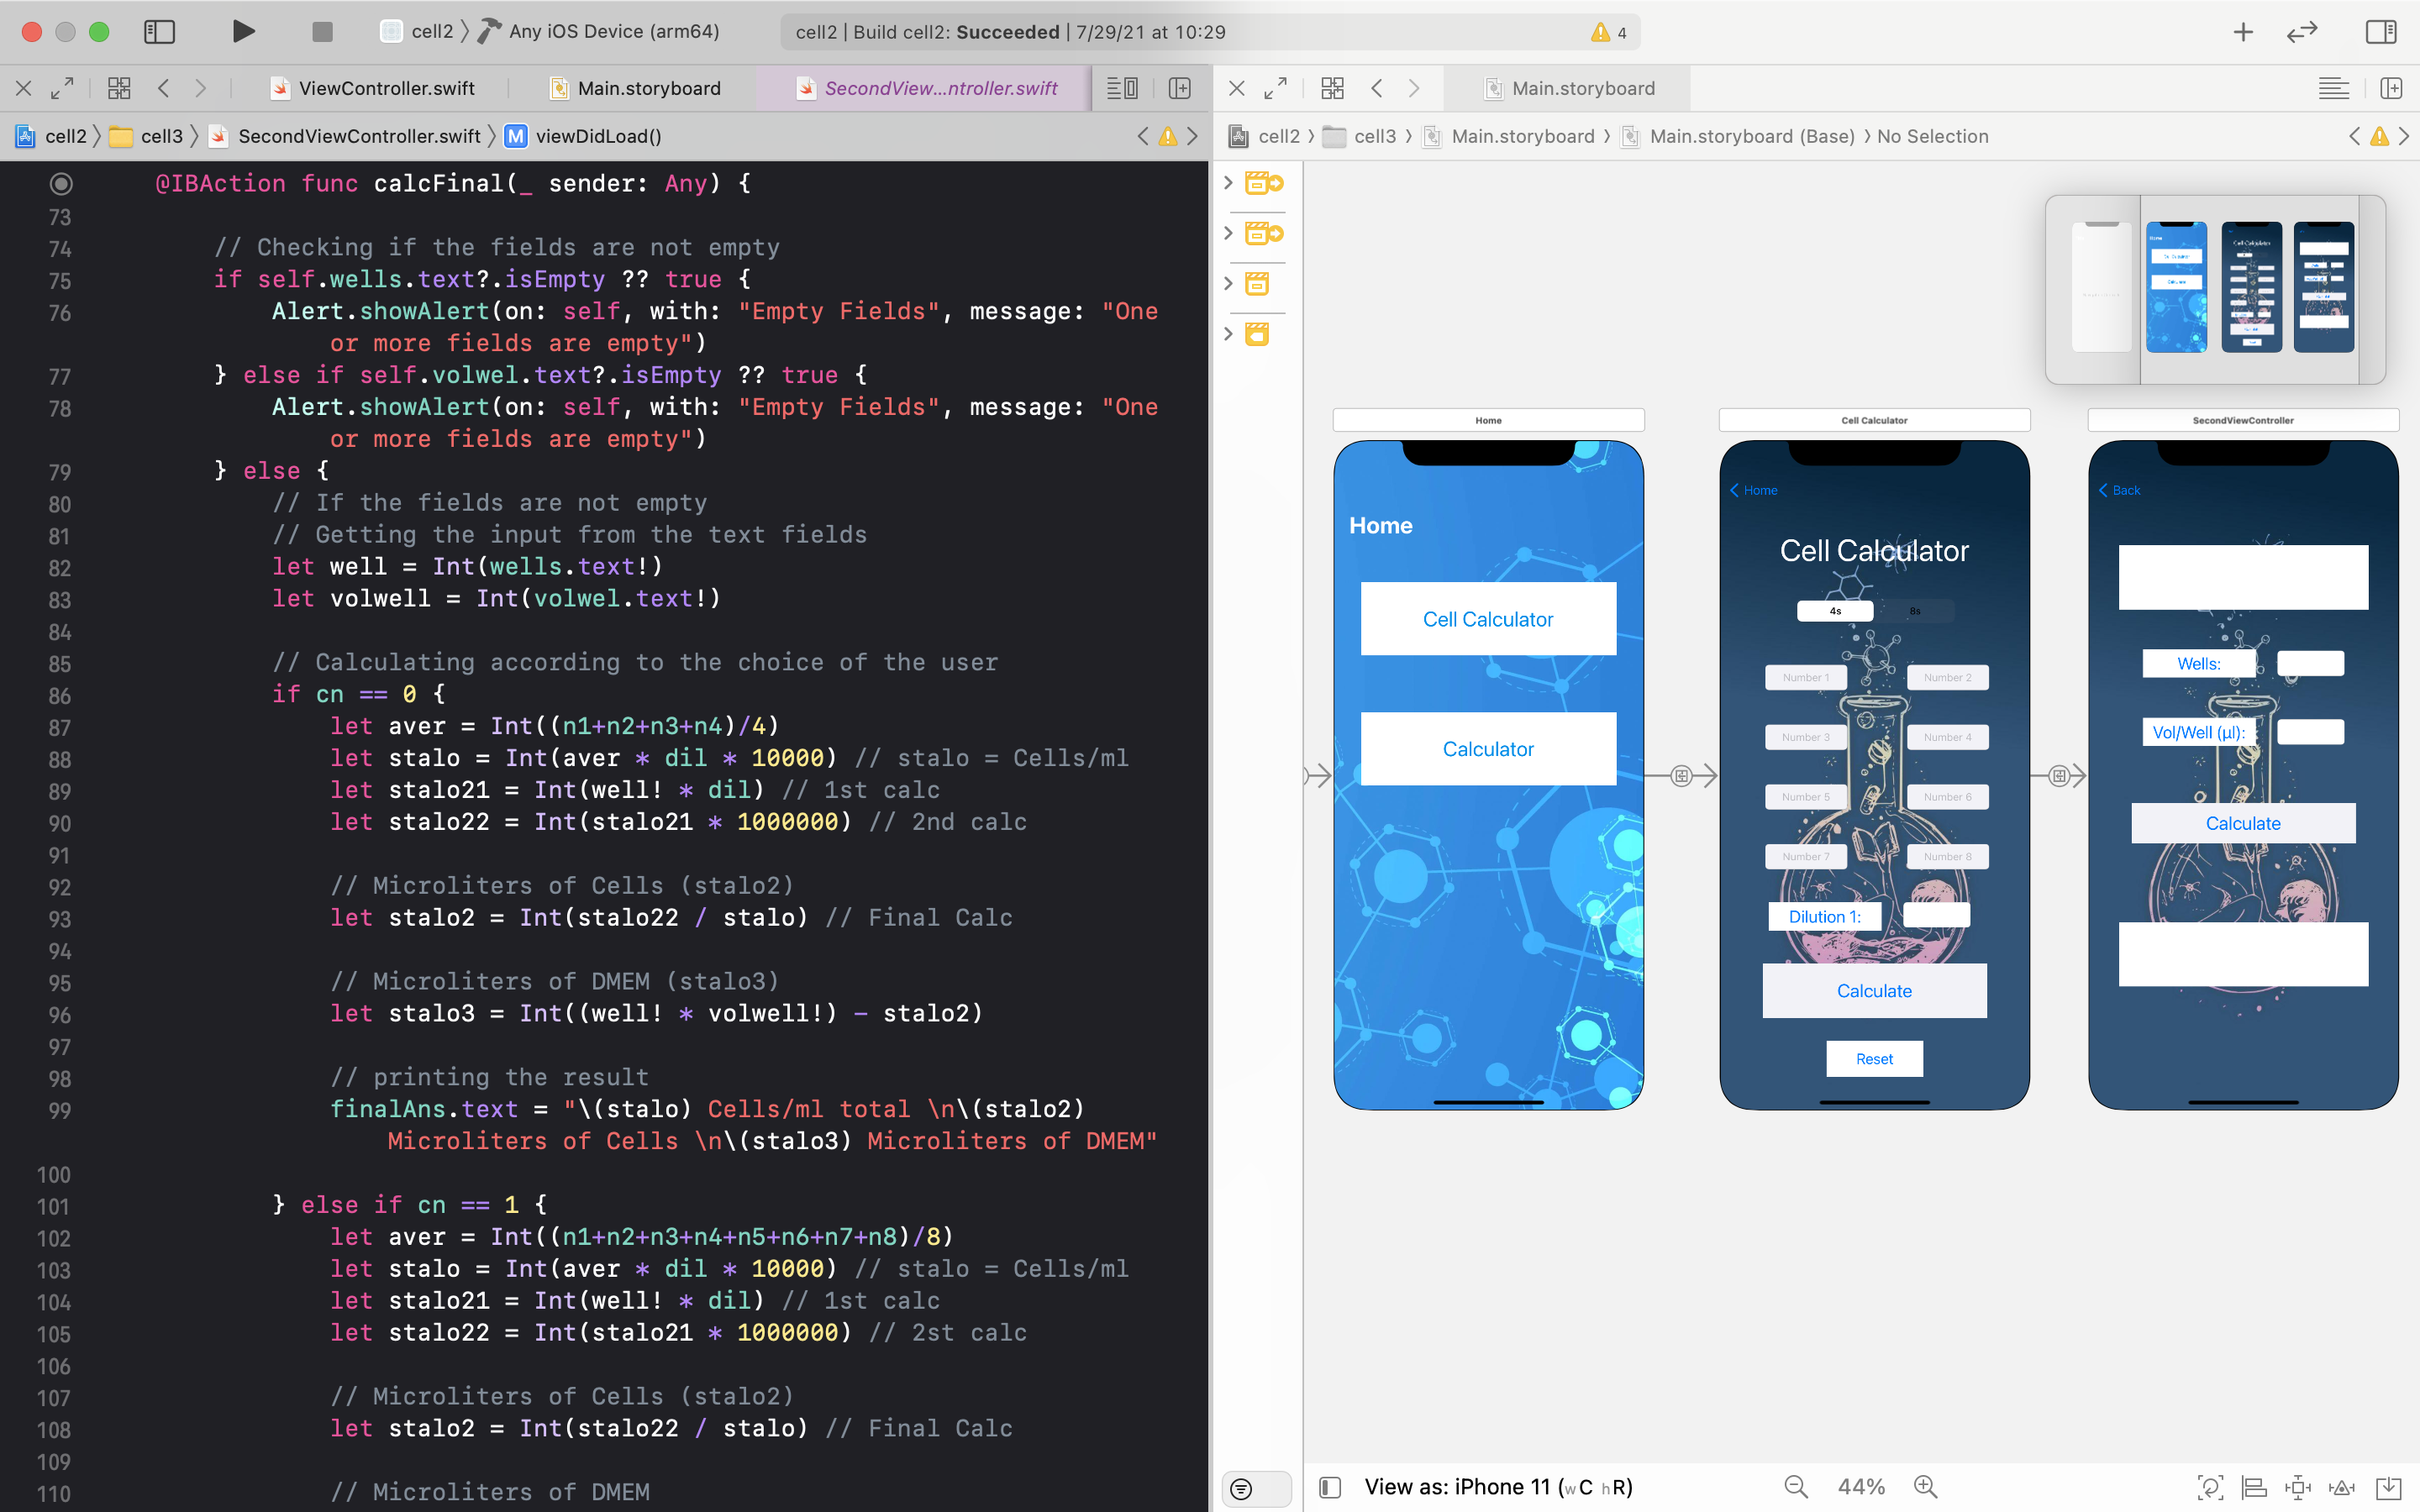 cell2 〉 Any iOS Device (arm64)
cell2 | Build cell2: Succeeded | 7/29/21 at 10:29
4
ViewController.swift
Main.storyboard
SecondView...ntroller.swift
Main.storyboard
cell2 〉 cell3 〉 SecondViewController.swift 〉 M viewDidLoad()
cell2 〉 cell3 〉 Main.storyboard 〉 Main.storyboard (Base) 〉 No Selection
@IBAction func calcFinal(_ sender: Any) {
73
74 // Checking if the fields are not empty
75 if self.wells.text?.isEmpty ?? true {
76 Alert.showAlert(on: self, with: "Empty Fields", message: "One
or more fields are empty")
77 } else if self.volwel.text?.isEmpty ?? true {
78 Alert.showAlert(on: self, with: "Empty Fields", message: "One
or more fields are empty")
79 } else {
80 // If the fields are not empty
81 // Getting the input from the text fields
82 let well = Int(wells.text!)
83 let volwell = Int(volwel.text!)
84
85 // Calculating according to the choice of the user
86 if cn == 0 {
87 let aver = Int((n1+n2+n3+n4)/4)
88 let stalo = Int(aver * dil * 10000) // stalo = Cells/ml
89 let stalo21 = Int(well! * dil) // 1st calc
90 let stalo22 = Int(stalo21 * 1000000) // 2nd calc
91
92 // Microliters of Cells (stalo2)
93 let stalo2 = Int(stalo22 / stalo) // Final Calc
94
95 // Microliters of DMEM (stalo3)
96 let stalo3 = Int((well! * volwell!) - stalo2)
97
98 // printing the result
99 finalAns.text = "\(stalo) Cells/ml total \n\(stalo2)
Microliters of Cells \n\(stalo3) Microliters of DMEM"
100
101 } else if cn == 1 {
102 let aver = Int((n1+n2+n3+n4+n5+n6+n7+n8)/8)
103 let stalo = Int(aver * dil * 10000) // stalo = Cells/ml
104 let stalo21 = Int(well! * dil) // 1st calc
105 let stalo22 = Int(stalo21 * 1000000) // 2st calc
106
107 // Microliters of Cells (stalo2)
108 let stalo2 = Int(stalo22 / stalo) // Final Calc
109
110 // Microliters of DMEM
Home
Home
Cell Calculator
Calculator
Cell Calculator
Home
Cell Calculator
4s 8s
Number 1 Number 2
Number 3 Number 4
Number 5 Number 6
Number 7 Number 8
Dilution 1:
Calculate
Reset
SecondViewController
Back
Wells:
Vol/Well (µl):
Calculate
View as: iPhone 11 (wC hR)
44%